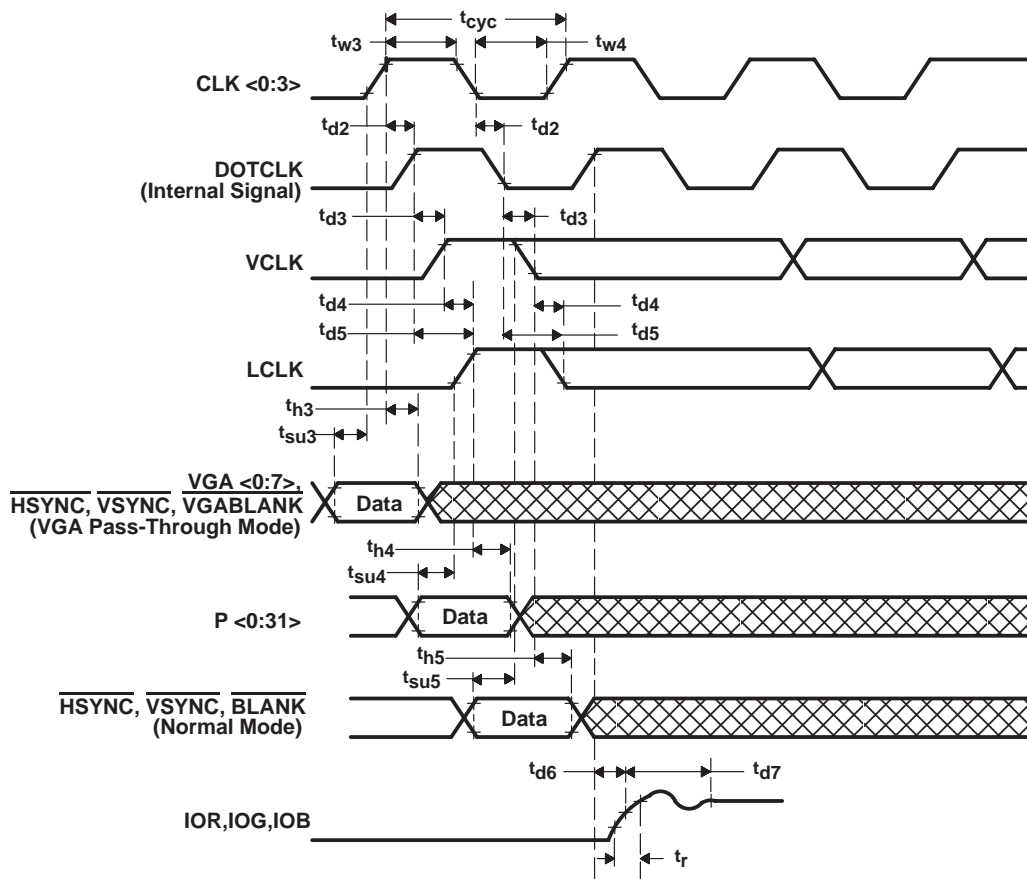 tcyc
tw3
tw4
CLK <0:3>
td2
td2
DOTCLK
(Internal Signal)
td3
td3
VCLK
td4
td4
td5
td5
LCLK
th3
tsu3
VGA <0:7>,
HSYNC, VSYNC, VGABLANK
(VGA Pass-Through Mode)
Data
th4
tsu4
P <0:31>
Data
th5
tsu5
HSYNC, VSYNC, BLANK
(Normal Mode)
Data
td6
td7
IOR,IOG,IOB
tr